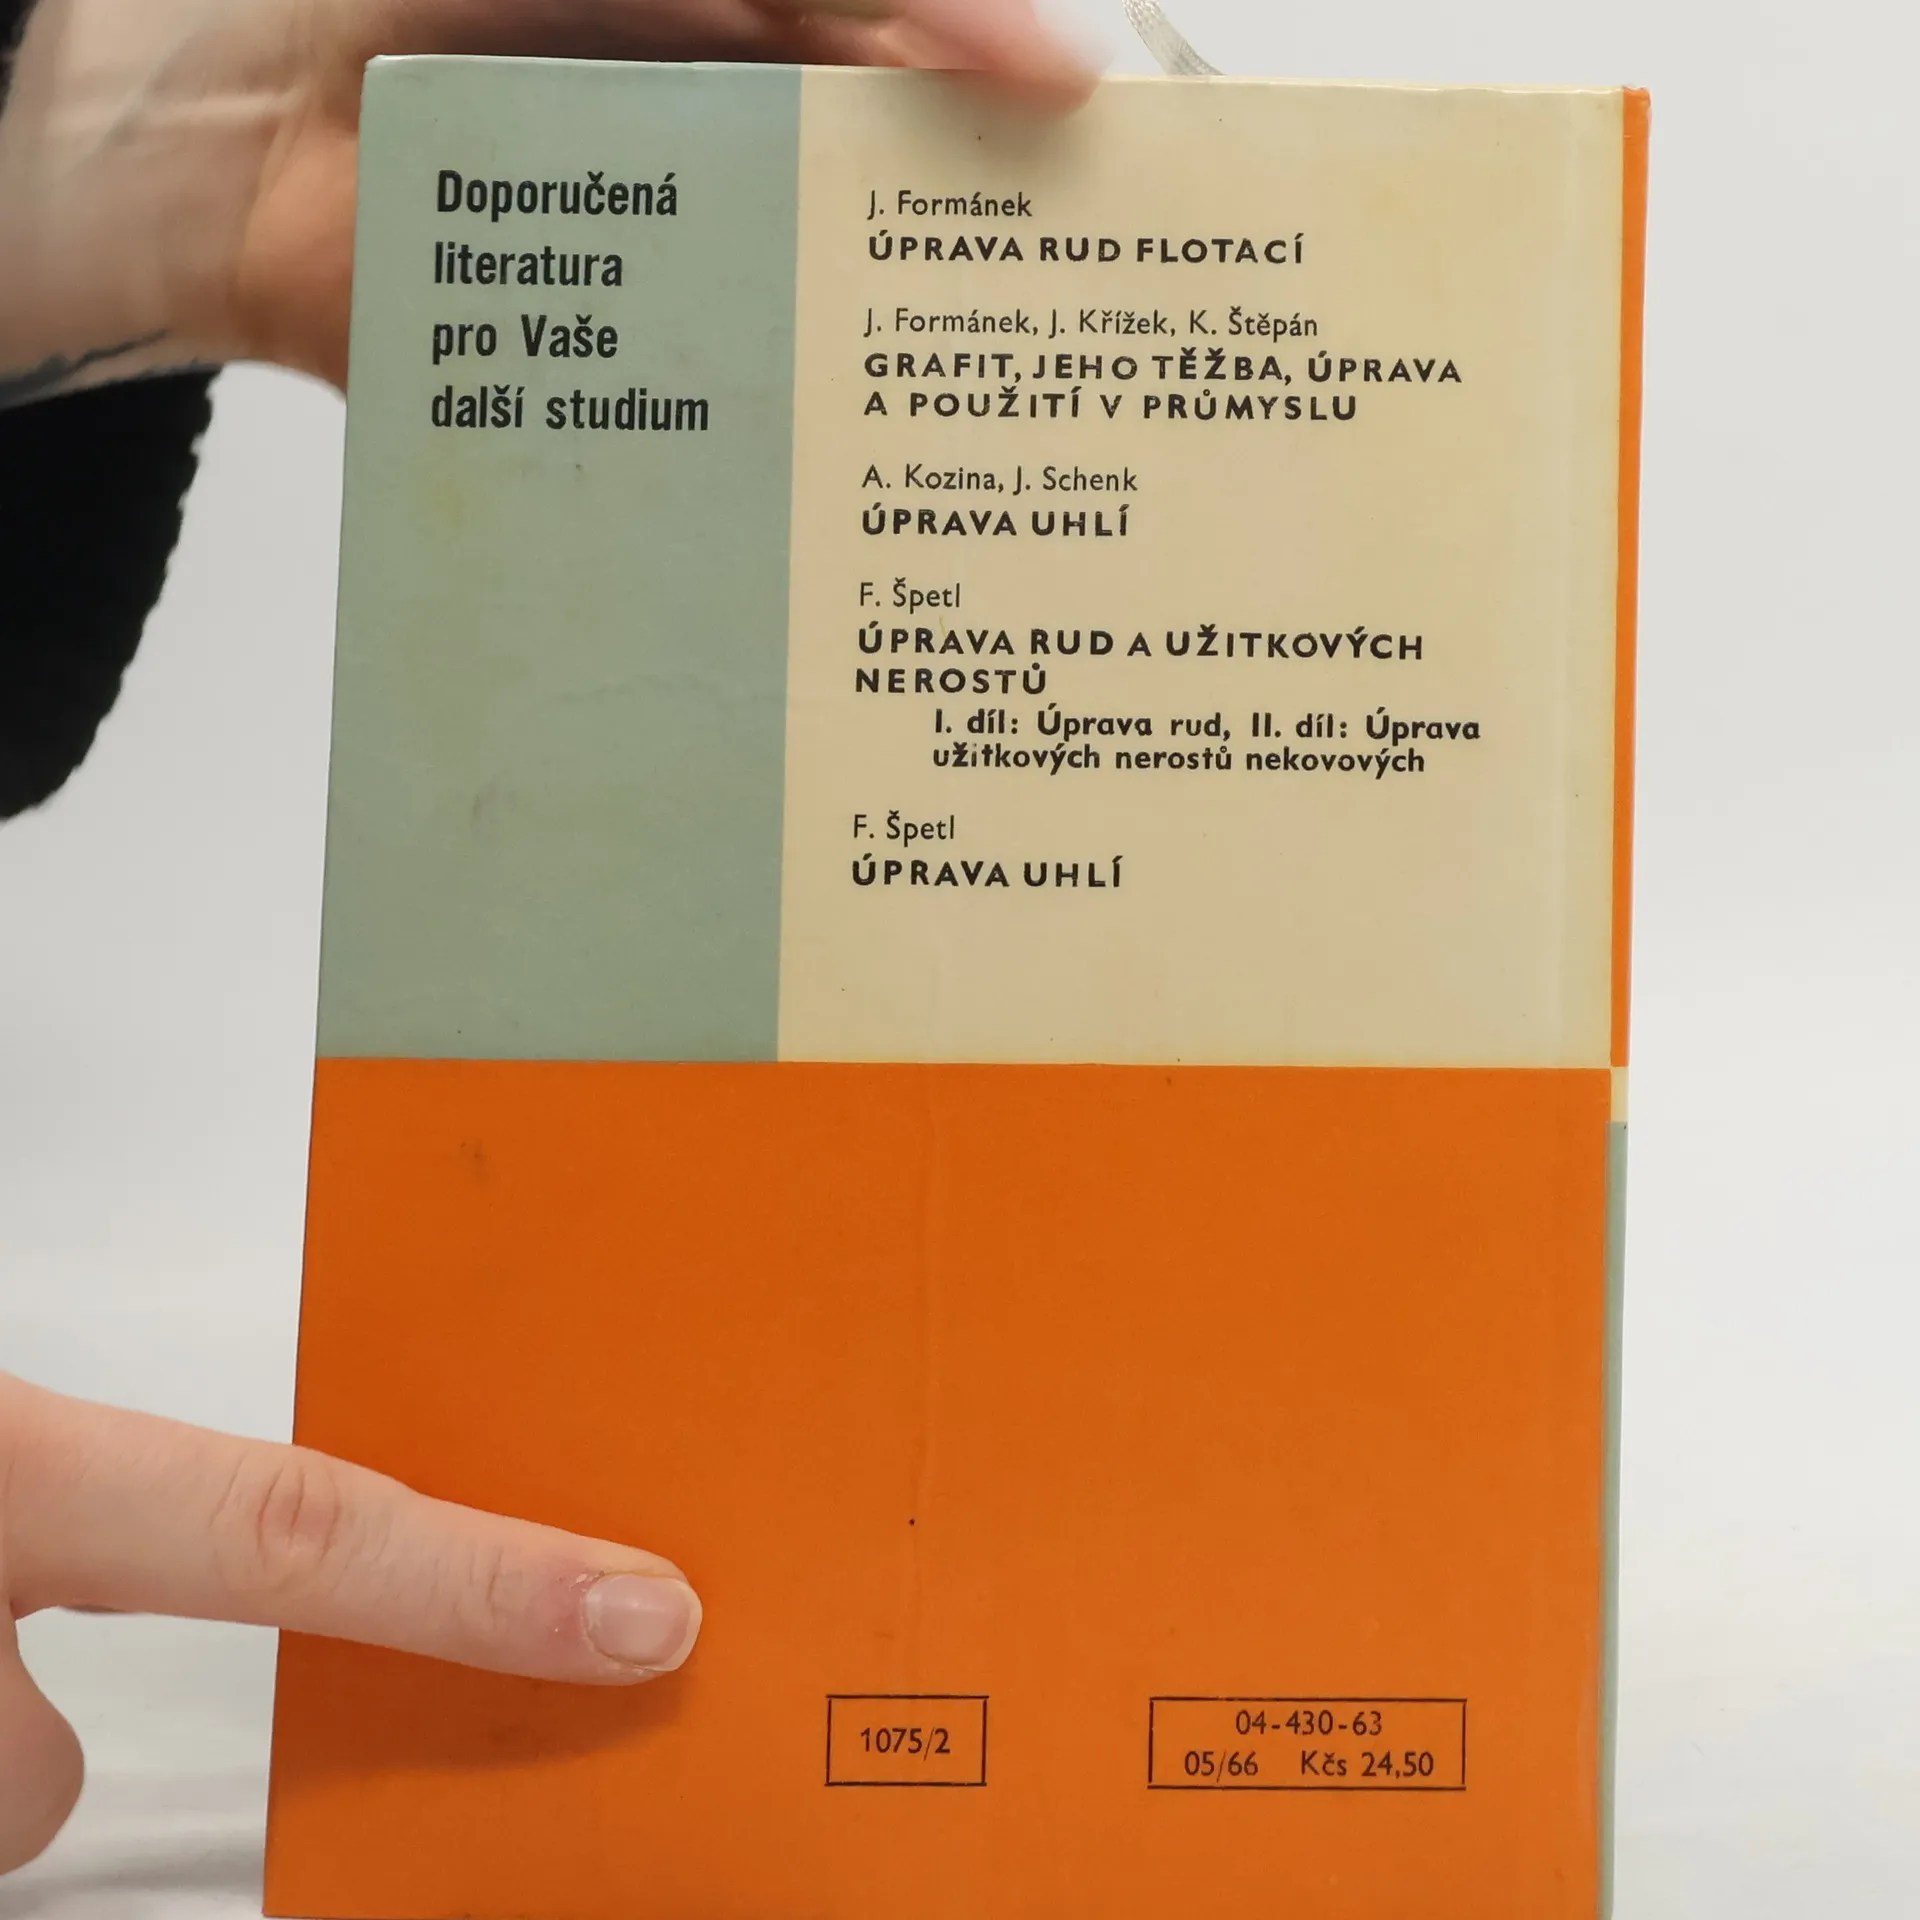 Doporučená
literatura
pro Vaše
další studium
J. Formánek
ÚPRAVA RUD FLOTACÍ
J. Formánek, J. Křížek, K. Štěpán
GRAFIT, JEHO TĚŽBA, ÚPRAVA
A POUŽITÍ V PRŮMYSLU
A. Kozina, J. Schenk
ÚPRAVA UHLÍ
F. Špetl
ÚPRAVA RUD A UŽITKOVÝCH
NEROSTŮ
I. díl: Úprava rud, II. díl: Úprava
užitkových nerostů nekovových
F. Špetl
ÚPRAVA UHLÍ
1075/2
04-430-63
05/66 Kčs 24,50